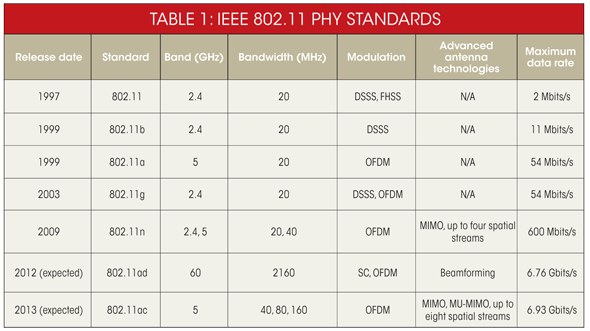 TABLE 1: IEEE 802.11 PHY STANDARDS
Release date Standard Band (GHz) Bandwidth (MHz) Modulation Advanced antenna technologies Maximum data rate
1997 802.11 2.4 20 DSSS, FHSS N/A 2 Mbits/s
1999 802.11b 2.4 20 DSSS N/A 11 Mbits/s
1999 802.11a 5 20 OFDM N/A 54 Mbits/s
2003 802.11g 2.4 20 DSSS, OFDM N/A 54 Mbits/s
2009 802.11n 2.4, 5 20, 40 OFDM MIMO, up to four spatial streams 600 Mbits/s
2012 (expected) 802.11ad 60 2160 SC, OFDM Beamforming 6.76 Gbits/s
2013 (expected) 802.11ac 5 40, 80, 160 OFDM MIMO, MU-MIMO, up to eight spatial streams 6.93 Gbits/s